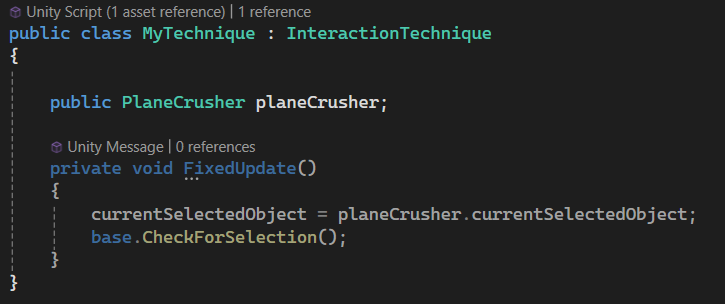 Unity Script (1 asset reference) | 1 reference
public class MyTechnique : InteractionTechnique
{
public PlaneCrusher planeCrusher;
Unity Message | 0 references
private void FixedUpdate()
{
currentSelectedObject = planeCrusher.currentSelectedObject;
base.CheckForSelection();
}
}